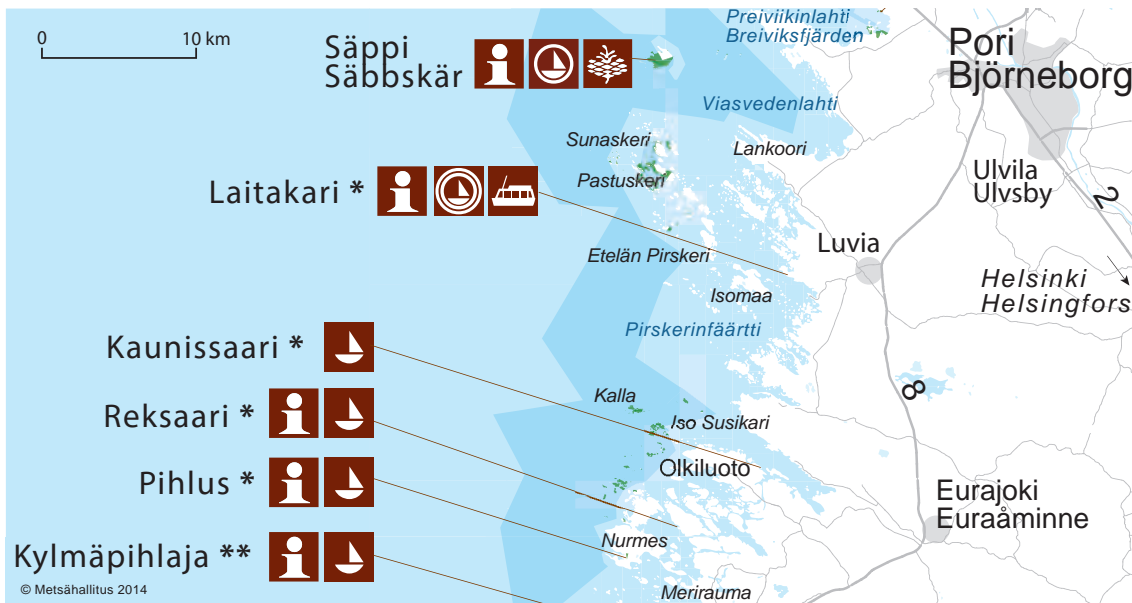 0 10 km
Säppi
Säbbskär
Preiviikinlahti
Breiviksfjärden
Pori
Björneborg
Viasvedenlahti
Sunaskeri
Lankoori
Pastuskeri
Ulvila
Ulvsby
2
Laitakari *
Luvia
Etelän Pirskeri
Helsinki
Helsingfors
Isomaa
Pirskerinfäärtti
Kaunissaari *
8
Kalla
Reksaari *
Iso Susikari
Olkiluoto
Pihlus *
Eurajoki
Euraåminne
Nurmes
Kylmäpihlaja **
Merirauma
© Metsähallitus 2014